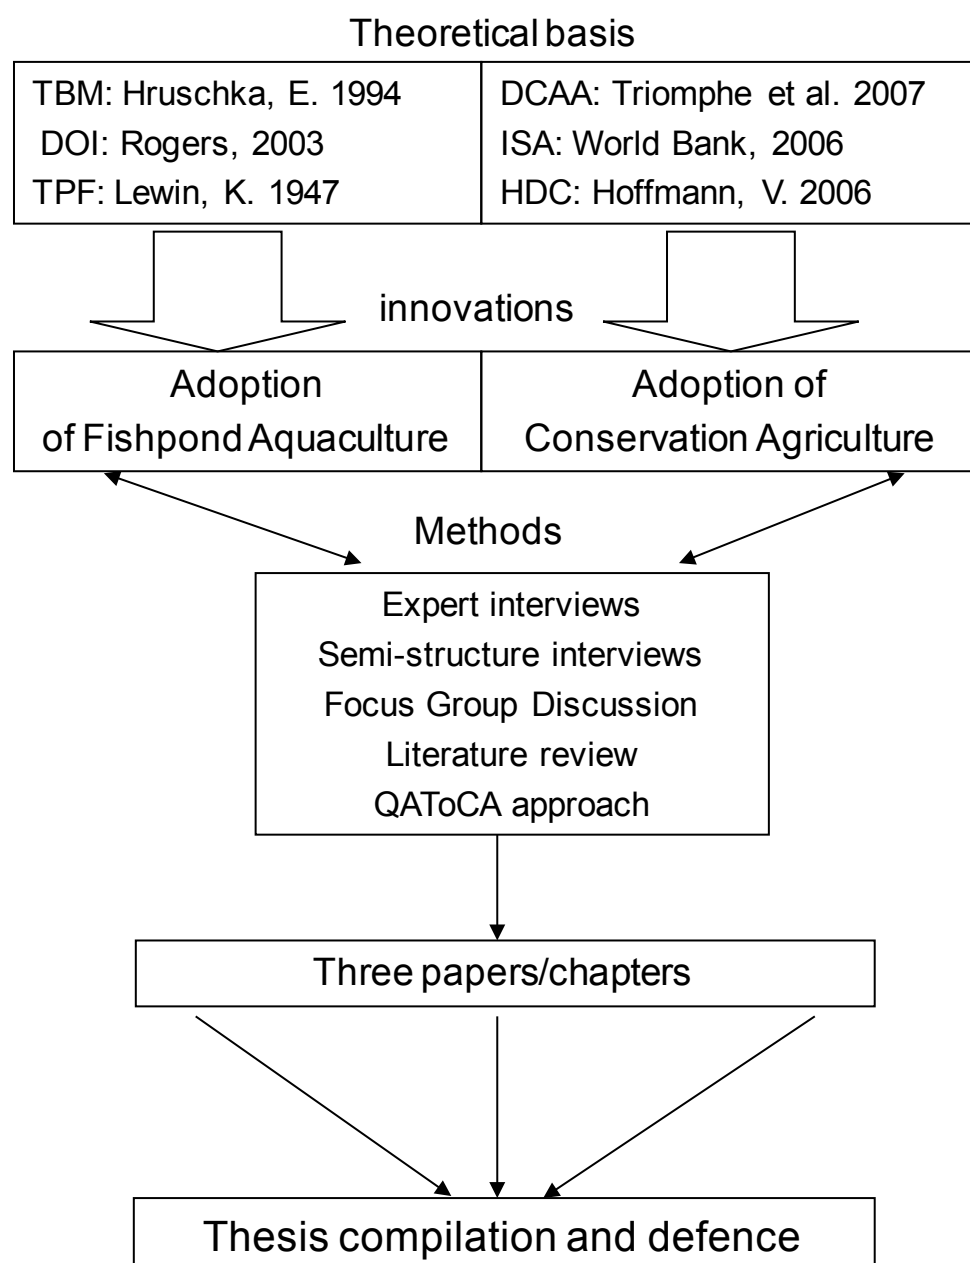 Theoretical basis
TBM: Hruschka, E. 1994
DOI: Rogers, 2003
TPF: Lewin, K. 1947
DCAA: Triomphe et al. 2007
ISA: World Bank, 2006
HDC: Hoffmann, V. 2006
innovations
Adoption
of Fishpond Aquaculture
Adoption of
Conservation Agriculture
Methods
Expert interviews
Semi-structure interviews
Focus Group Discussion
Literature review
QAToCA approach
Three papers/chapters
Thesis compilation and defence